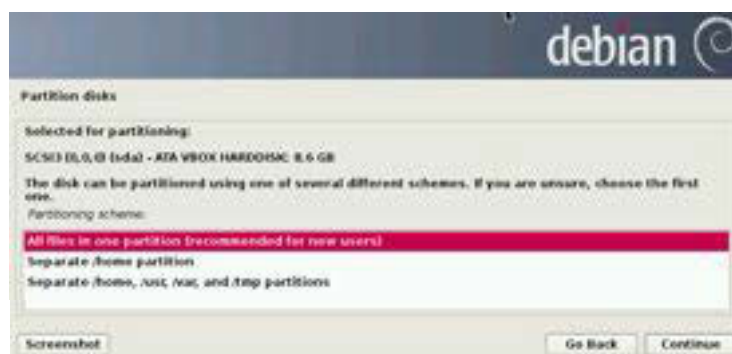 debian
Partition disks
Selected for partitioning:
SCSI3 (0,0,0) (sda) - ATA VBOX HARDDISK: 8.6 GB
The disk can be partitioned using one of several different schemes. If you are unsure, choose the first
one.
Partitioning scheme:
All files in one partition (recommended for new users)
Separate /home partition
Separate /home, /usr, /var, and /tmp partitions
Screenshot
Go Back
Continue